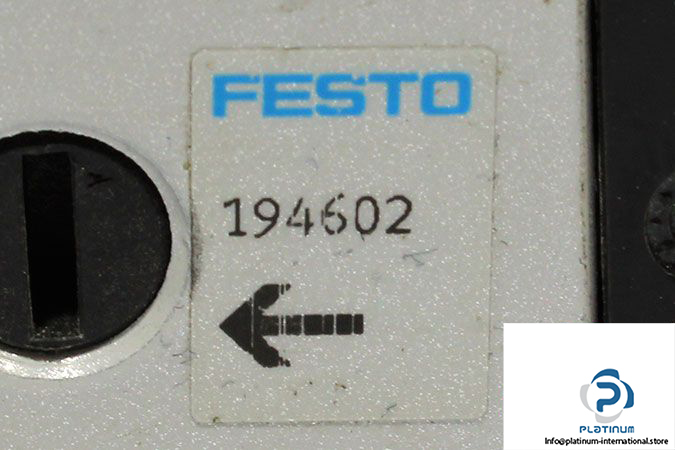 FESTO
194602
PLATINUM
Info@platinum-international.store